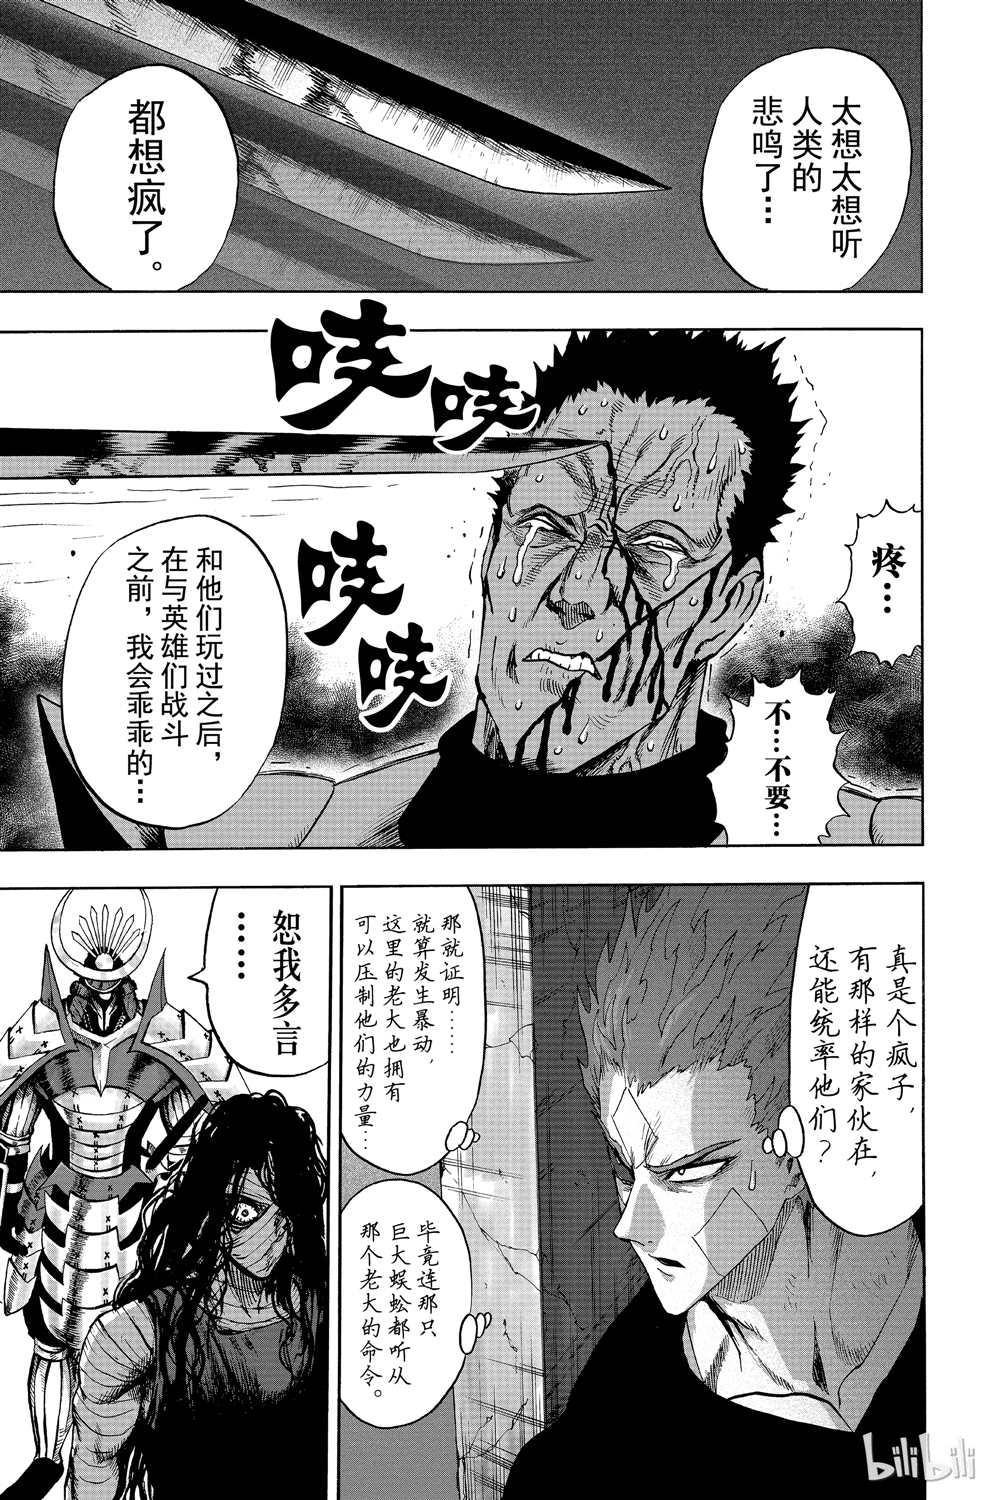 太想太想听
人类的
悲鸣了…
都想疯了。
吱
吱
疼…
不…不要…
吱
吱
和他们玩过之后，
在与英雄们战斗
之前，我会乖乖的…
真是个疯子，
有那样的家伙在，
还能统率他们？
那就证明……
就算发生暴动，
这里的老大也拥有
可以压制他们的力量…
毕竟连那只
巨大蜈蚣都听从
那个老大的命令。
恕我多言
……
bilibili